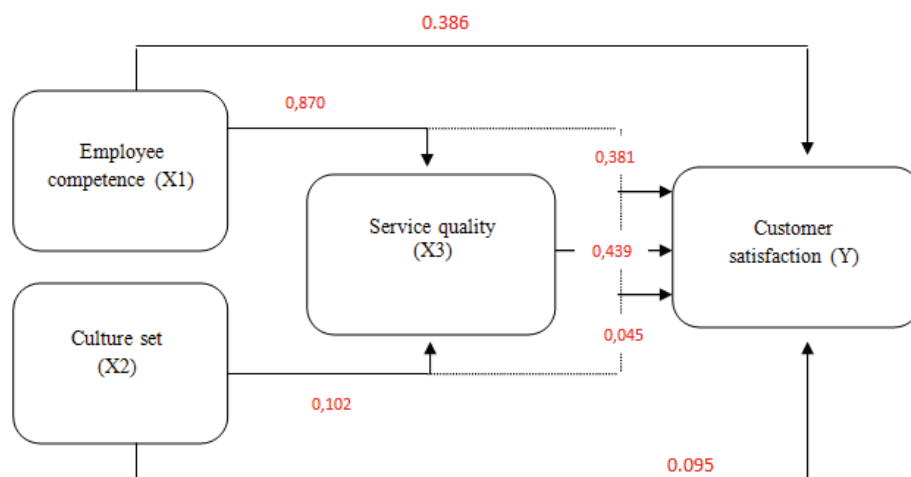 0.386
0,870
Employee
competence (X1)
0,381
Service quality
(X3)
Customer
satisfaction (Y)
0,439
Culture set
(X2)
0,045
0,102
0.095